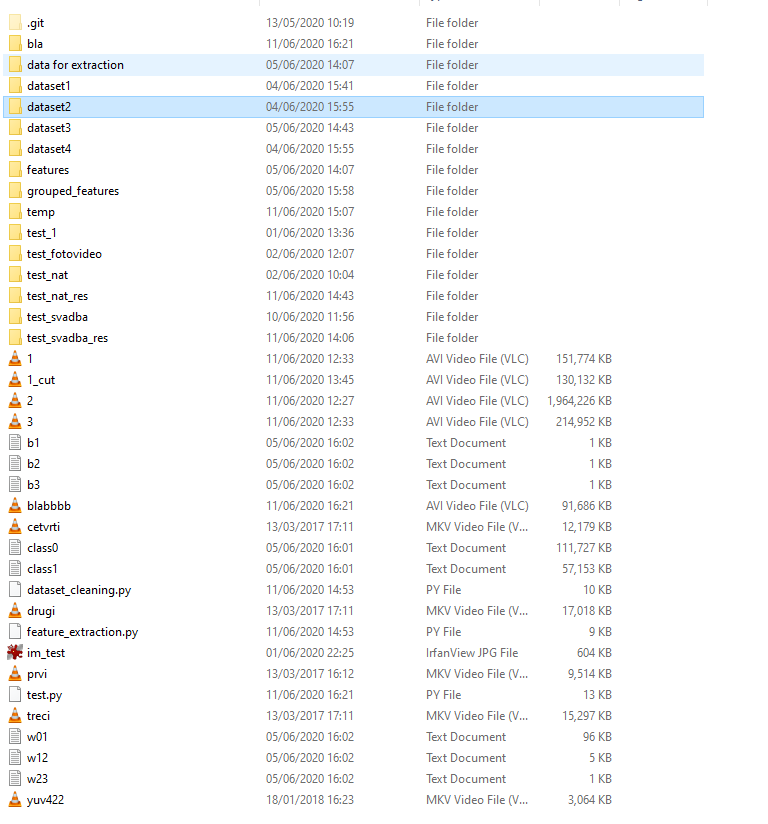 .git 13/05/2020 10:19 File folder
bla 11/06/2020 16:21 File folder
data for extraction 05/06/2020 14:07 File folder
dataset1 04/06/2020 15:41 File folder
dataset2 04/06/2020 15:55 File folder
dataset3 05/06/2020 14:43 File folder
dataset4 04/06/2020 15:55 File folder
features 05/06/2020 14:07 File folder
grouped_features 05/06/2020 15:58 File folder
temp 11/06/2020 15:07 File folder
test_1 01/06/2020 13:36 File folder
test_fotovideo 02/06/2020 12:07 File folder
test_nat 02/06/2020 10:04 File folder
test_nat_res 11/06/2020 14:43 File folder
test_svadba 10/06/2020 11:56 File folder
test_svadba_res 11/06/2020 14:06 File folder
1 11/06/2020 12:33 AVI Video File (VLC) 151,774 KB
1_cut 11/06/2020 13:45 AVI Video File (VLC) 130,132 KB
2 11/06/2020 12:27 AVI Video File (VLC) 1,964,226 KB
3 11/06/2020 12:33 AVI Video File (VLC) 214,952 KB
b1 05/06/2020 16:02 Text Document 1 KB
b2 05/06/2020 16:02 Text Document 1 KB
b3 05/06/2020 16:02 Text Document 1 KB
blabbbb 11/06/2020 16:21 AVI Video File (VLC) 91,686 KB
cetvrti 13/03/2017 17:11 MKV Video File (V... 12,179 KB
class0 05/06/2020 16:01 Text Document 111,727 KB
class1 05/06/2020 16:01 Text Document 57,153 KB
dataset_cleaning.py 11/06/2020 14:53 PY File 10 KB
drugi 13/03/2017 17:11 MKV Video File (V... 17,018 KB
feature_extraction.py 11/06/2020 14:53 PY File 9 KB
im_test 01/06/2020 22:25 IrfanView JPG File 604 KB
prvi 13/03/2017 16:12 MKV Video File (V... 9,514 KB
test.py 11/06/2020 16:21 PY File 13 KB
treci 13/03/2017 17:11 MKV Video File (V... 15,297 KB
w01 05/06/2020 16:02 Text Document 96 KB
w12 05/06/2020 16:02 Text Document 5 KB
w23 05/06/2020 16:02 Text Document 1 KB
yuv422 18/01/2018 16:23 MKV Video File (V... 3,064 KB